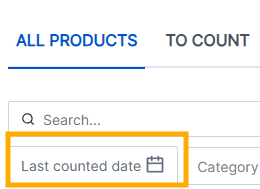 ALL PRODUCTS TO COUNT
Search...
Last counted date Category